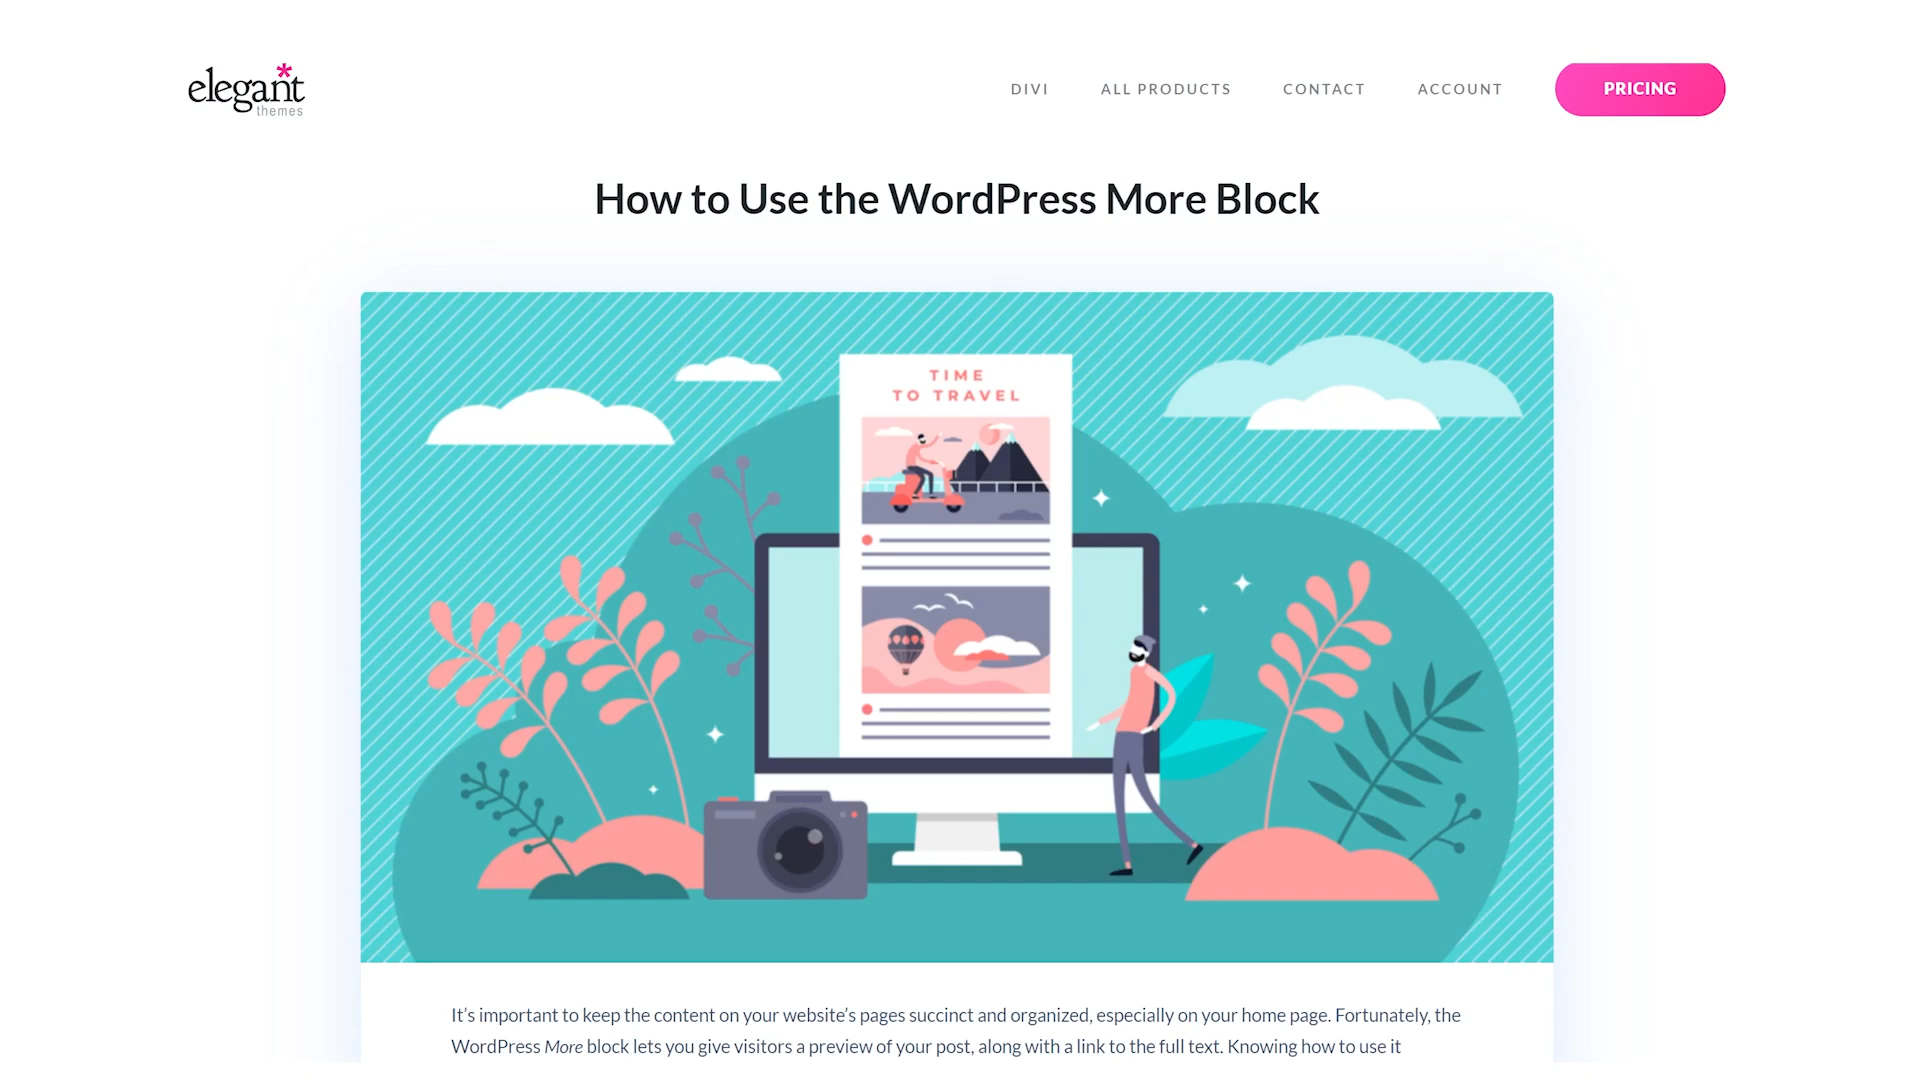 elegant
themes
DIVI
ALL PRODUCTS
CONTACT
ACCOUNT
PRICING
How to Use the WordPress More Block
TIME
TO TRAVEL
It’s important to keep the content on your website’s pages succinct and organized, especially on your home page. Fortunately, the
WordPress More block lets you give visitors a preview of your post, along with a link to the full text. Knowing how to use it